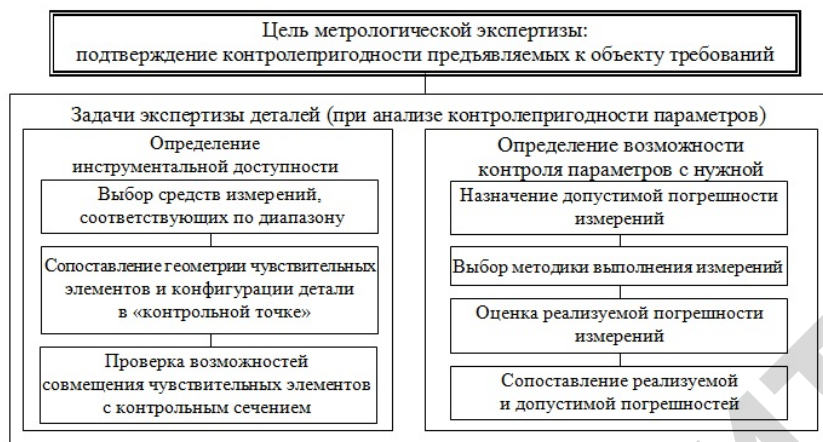 Цель метрологической экспертизы:
подтверждение контролепригодности предъявляемых к объекту требований
Задачи экспертизы деталей (при анализе контролепригодности параметров)
Определение
инструментальной доступности
Выбор средств измерений,
соответствующих по диапазону
Сопоставление геометрии чувствительных
элементов и конфигурации детали
в «контрольной точке»
Проверка возможностей
совмещения чувствительных элементов
с контрольным сечением
Определение возможности
контроля параметров с нужной
Назначение допустимой погрешности
измерений
Выбор методики выполнения измерений
Оценка реализуемой погрешности
измерений
Сопоставление реализуемой
и допустимой погрешностей